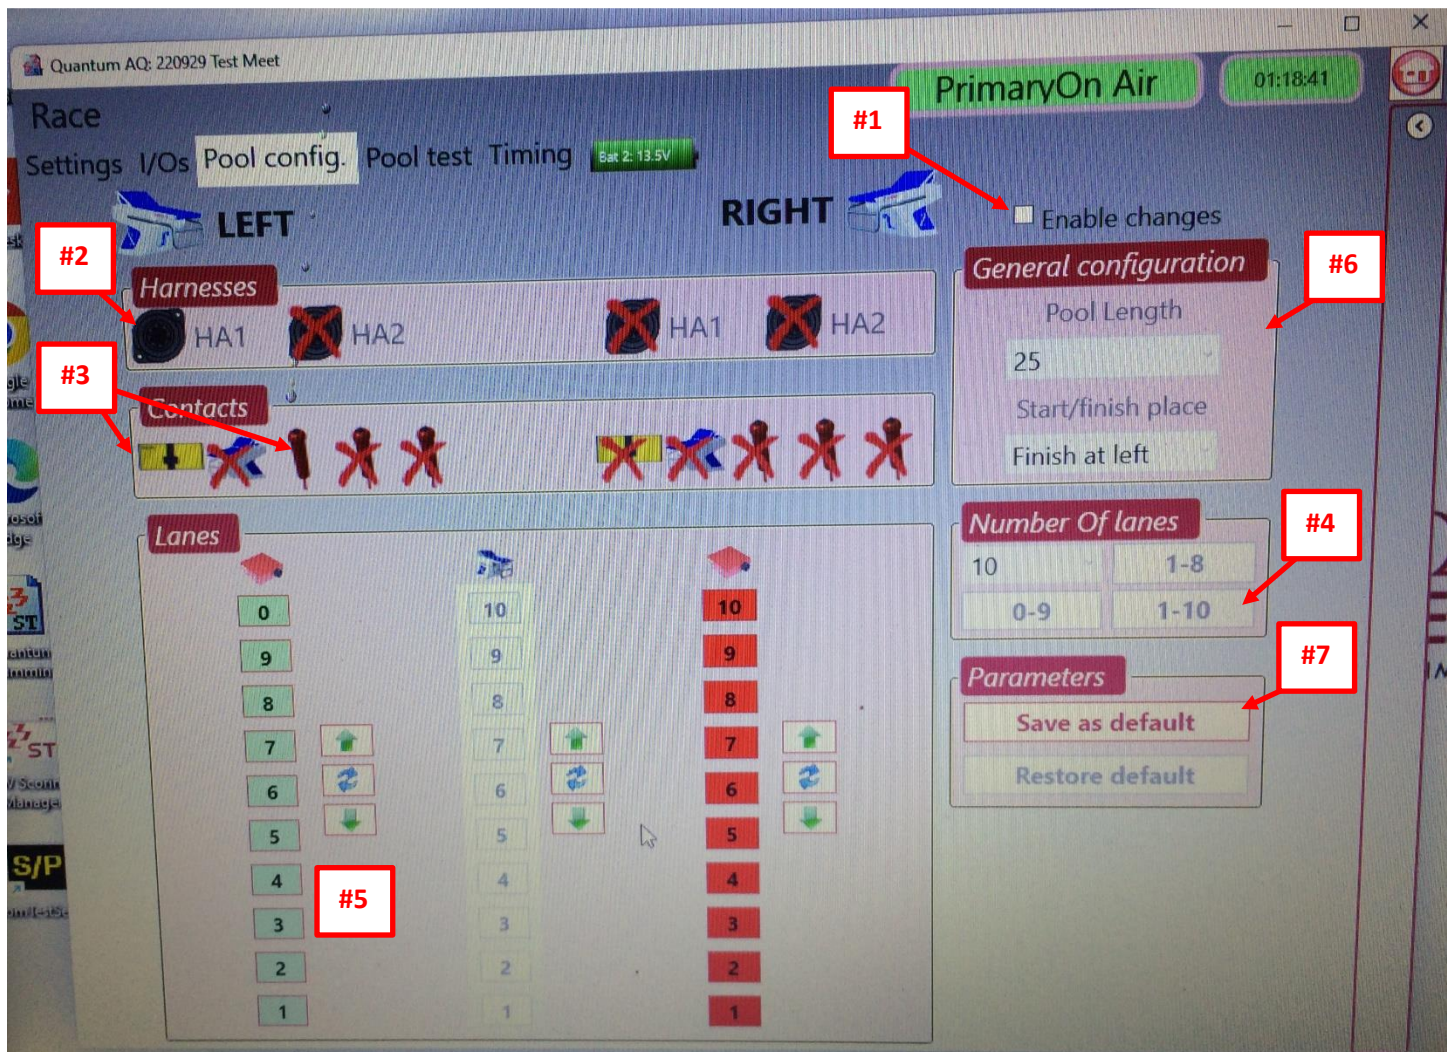 Quantum AQ: 220929 Test Meet
PrimaryOn Air
01:18:41
Race
#1
Settings I/Os Pool config. Pool test Timing Bat 2: 13.5V
LEFT
RIGHT
Enable changes
#2
Harnesses
General configuration
#6
HA1
HA2
HA1
HA2
Pool Length
25
#3
Contacts
Start/finish place
Finish at left
Lanes
Number Of lanes
#4
10
1-8
0-9
1-10
0
10
10
9
9
9
8
8
8
7
7
7
6
6
6
5
5
5
4
4
4
3
3
3
2
2
2
1
1
1
#5
Parameters
#7
Save as default
Restore default
ST
ST
S/P